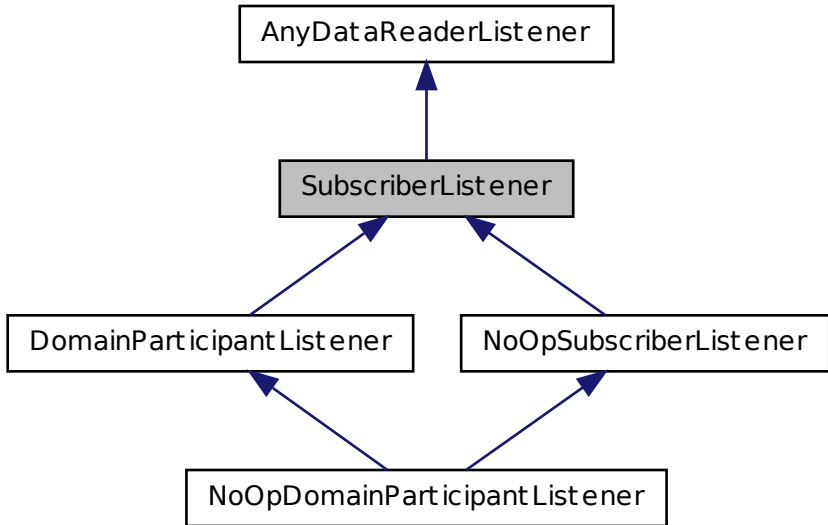 AnyDataReaderListener
SubscriberListener
DomainParticipantListener
NoOpSubscriberListener
NoOpDomainParticipantListener